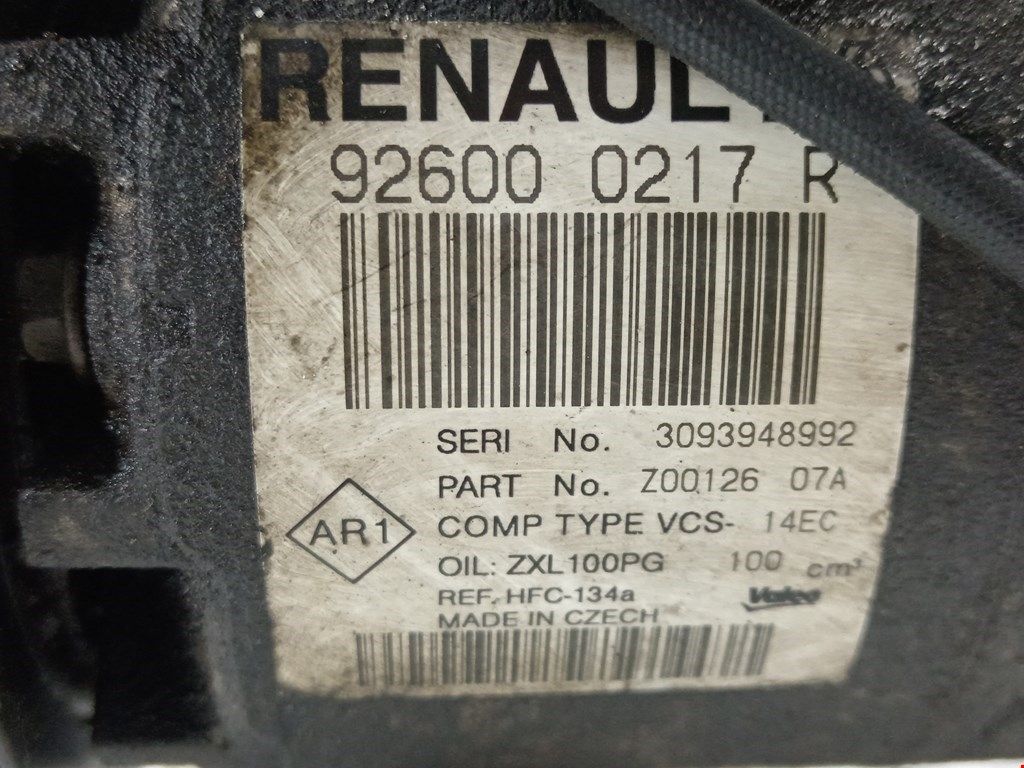 RENAULT
92600 0217 R
SERI No. 3093948992
PART No. Z00126 07A
AR1
COMP TYPE VCS- 14EC
OIL: ZXL100PG 100 cm³
REF. HFC-134a
Valeo
MADE IN CZECH